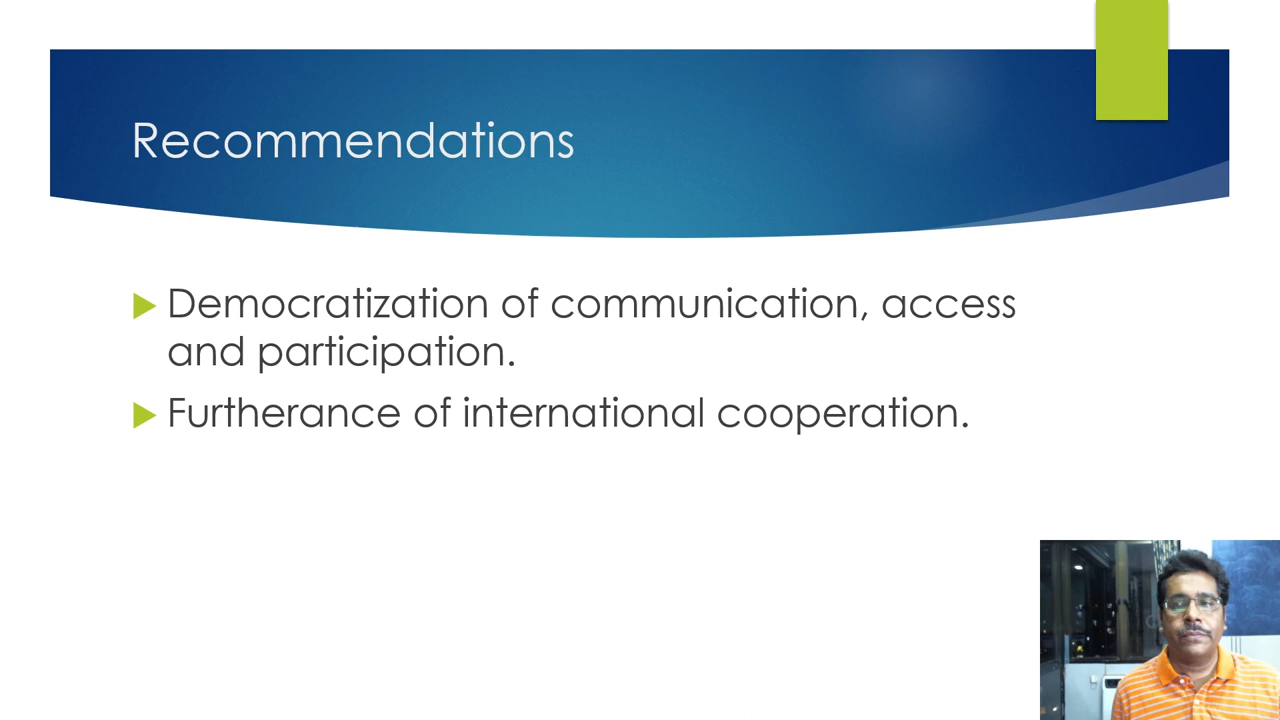 Recommendations
Democratization of communication, access
and participation.
Furtherance of international cooperation.